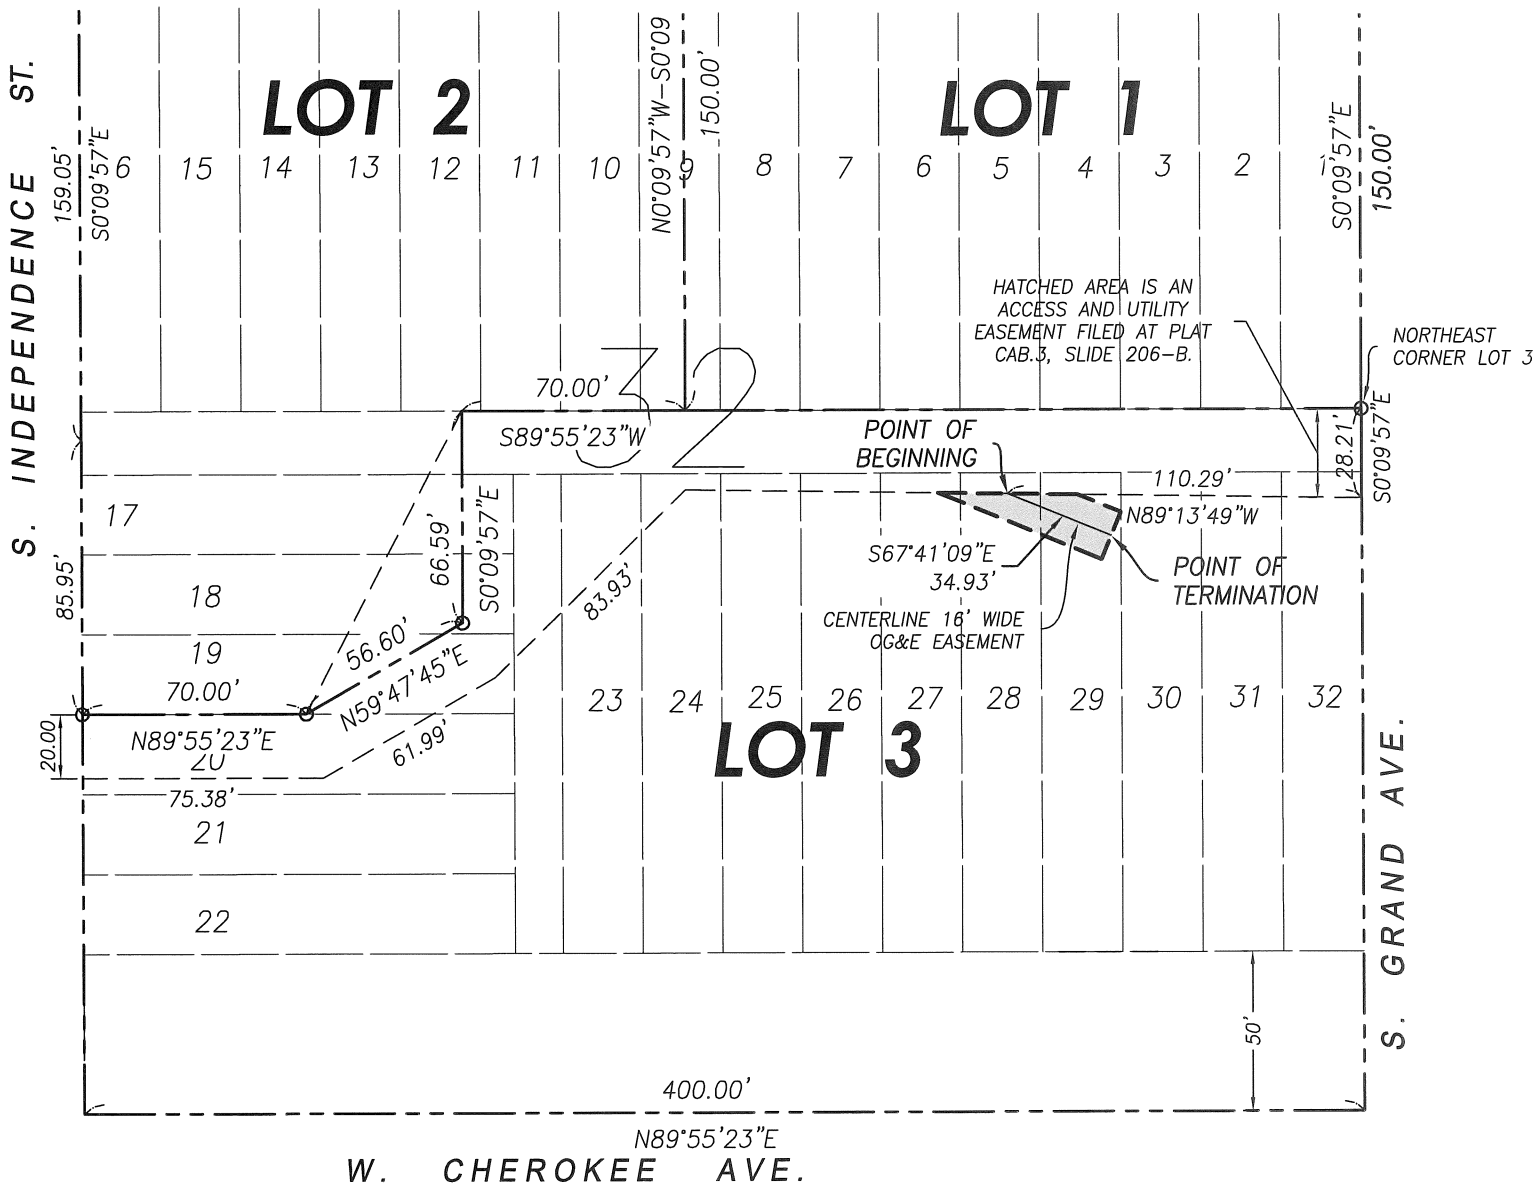 S. INDEPENDENCE ST.
159.05'
S0°09'57"E
LOT 2
N0°09'57"W–S0°09
150.00'
LOT 1
S0°09'57"E
150.00'
6 15 14 13 12 11 10 9 8 7 6 5 4 3 2 1
HATCHED AREA IS AN
ACCESS AND UTILITY
EASEMENT FILED AT PLAT
CAB.3, SLIDE 206–B.
NORTHEAST
CORNER LOT 3
32
70.00'
S89°55'23"W
POINT OF
BEGINNING
28.21'
S0°09'57"E
110.29'
N89°13'49"W
17
66.59'
S0°09'57"E
S67°41'09"E
34.93'
POINT OF
TERMINATION
85.95'
18
83.93'
CENTERLINE 16' WIDE
OG&E EASEMENT
19
56.60'
N59°47'45"E
70.00'
N89°55'23"E
20.00
20
61.99'
23 24 25 26 27 28 29 30 31 32
LOT 3
75.38'
21
22
S. GRAND AVE.
50'
400.00'
N89°55'23"E
W. CHEROKEE AVE.